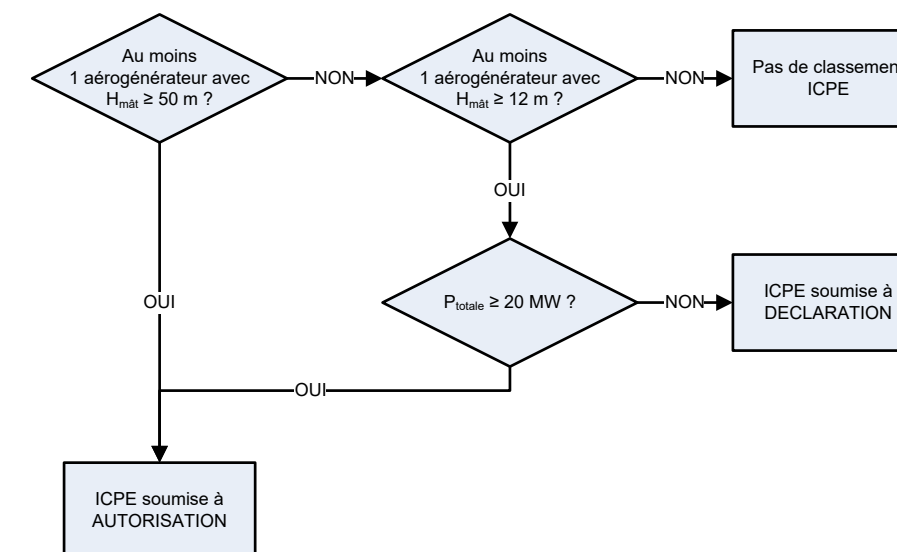 Au moins
1 aérogénérateur avec
Hmât ≥ 50 m ?
NON
Au moins
1 aérogénérateur avec
Hmât ≥ 12 m ?
NON
Pas de classemen
ICPE
OUI
OUI
Ptotale ≥ 20 MW ?
NON
ICPE soumise à
DECLARATION
OUI
ICPE soumise à
AUTORISATION